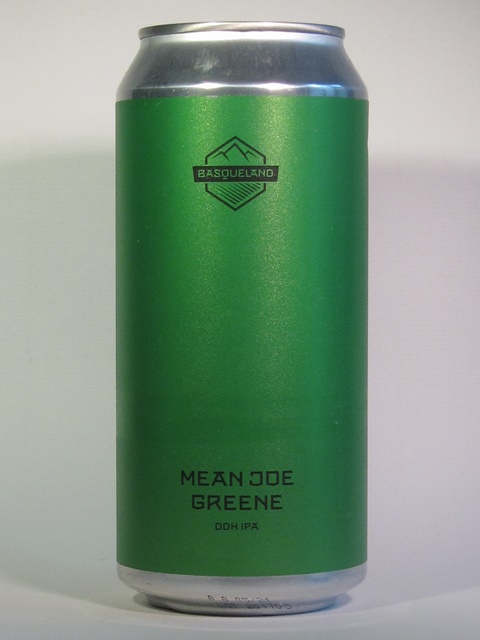 BASQUELAND
MEAN JOE
GREENE
DDH IPA